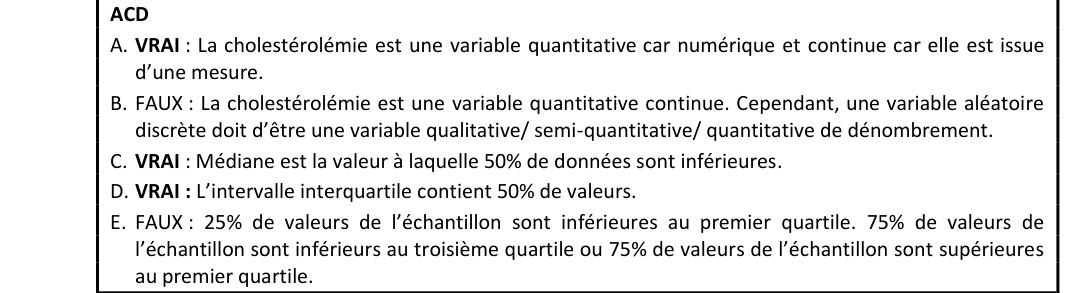 ACD
A. VRAI : La cholestérolémie est une variable quantitative car numérique et continue car elle est issue
d’une mesure.
B. FAUX : La cholestérolémie est une variable quantitative continue. Cependant, une variable aléatoire
discrète doit d’être une variable qualitative/ semi-quantitative/ quantitative de dénombrement.
C. VRAI : Médiane est la valeur à laquelle 50% de données sont inférieures.
D. VRAI : L’intervalle interquartile contient 50% de valeurs.
E. FAUX : 25% de valeurs de l’échantillon sont inférieures au premier quartile. 75% de valeurs de
l’échantillon sont inférieurs au troisième quartile ou 75% de valeurs de l’échantillon sont supérieures
au premier quartile.